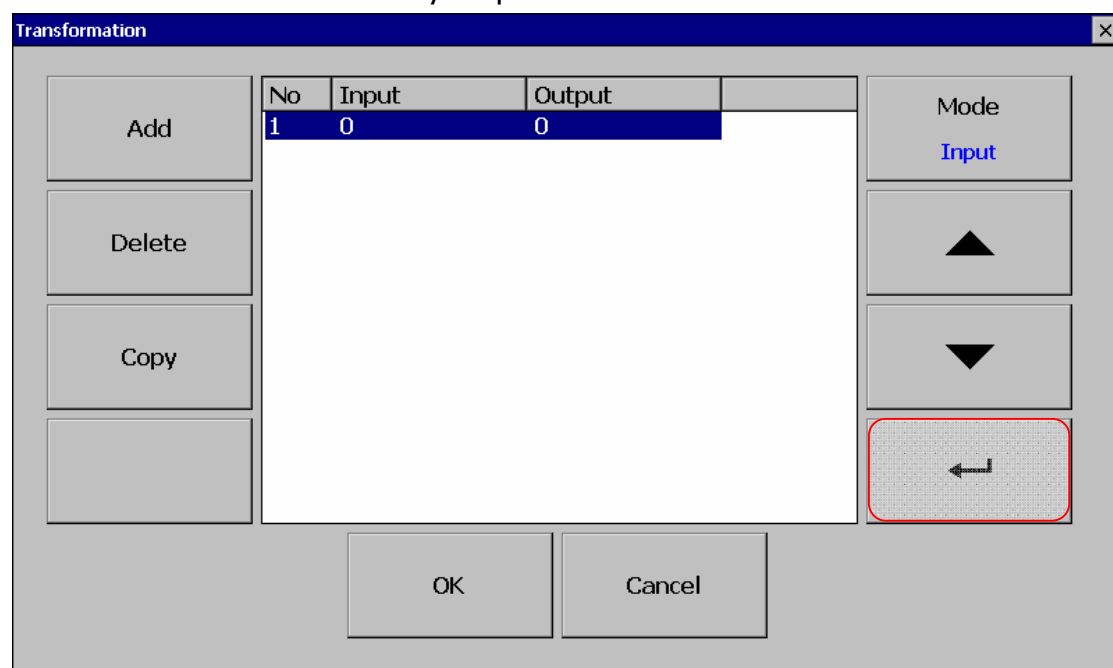 Transformation
No Input Output
1 0 0
Add
Delete
Copy
Mode
Input
OK Cancel